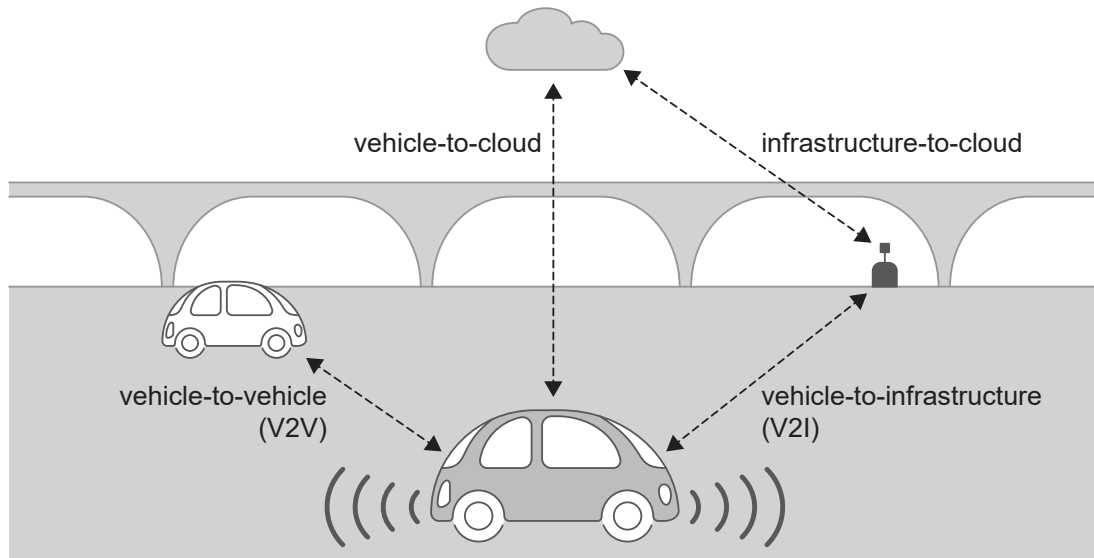 vehicle-to-cloud
infrastructure-to-cloud
vehicle-to-vehicle
(V2V)
vehicle-to-infrastructure
(V2I)